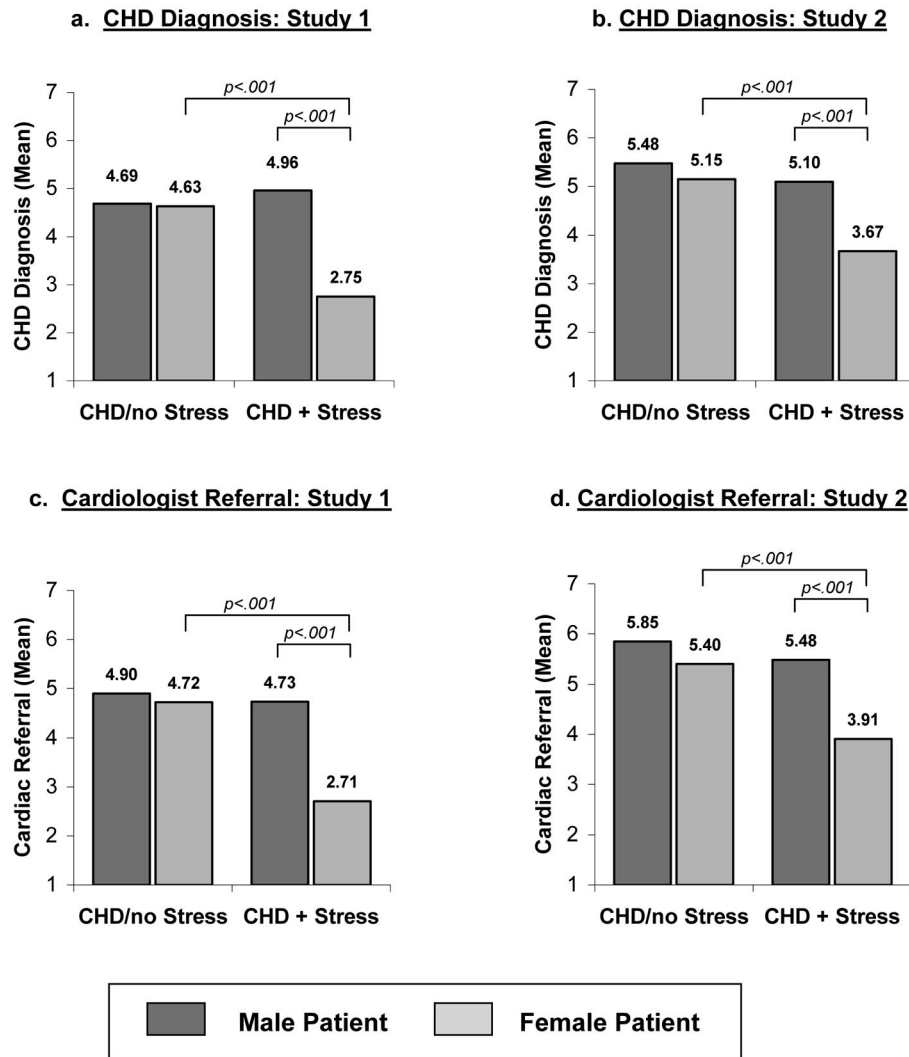 a. CHD Diagnosis: Study 1
7
6
5
4
3
2
1
CHD Diagnosis (Mean)
p<.001
p<.001
4.69
4.63
4.96
2.75
CHD/no Stress
CHD + Stress
b. CHD Diagnosis: Study 2
7
6
5
4
3
2
1
CHD Diagnosis (Mean)
p<.001
p<.001
5.48
5.15
5.10
3.67
CHD/no Stress
CHD + Stress
c. Cardiologist Referral: Study 1
7
6
5
4
3
2
1
Cardiac Referral (Mean)
p<.001
p<.001
4.90
4.72
4.73
2.71
CHD/no Stress
CHD + Stress
d. Cardiologist Referral: Study 2
7
6
5
4
3
2
1
Cardiac Referral (Mean)
p<.001
p<.001
5.85
5.40
5.48
3.91
CHD/no Stress
CHD + Stress
Male Patient
Female Patient